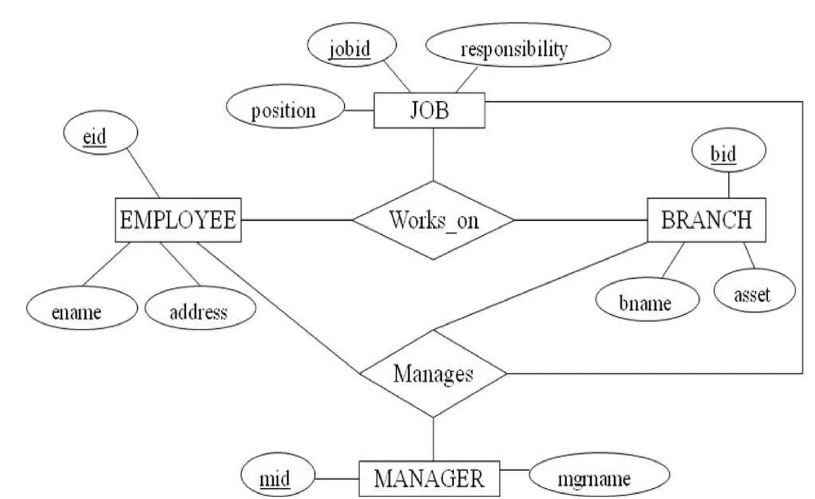 jobid
responsibility
position
JOB
eid
bid
EMPLOYEE
Works_on
BRANCH
ename
address
bname
asset
Manages
mid
MANAGER
mgrname